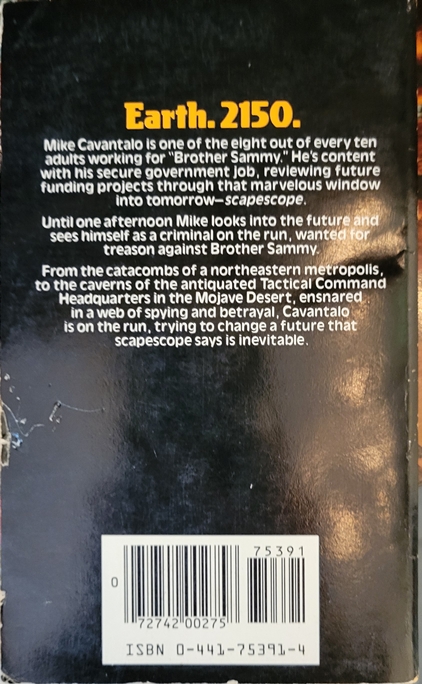 Earth. 2150.
Mike Cavantalo is one of the eight out of every ten
adults working for "Brother Sammy." He's content
with his secure government job, reviewing future
funding projects through that marvelous window
into tomorrow—scapescope.
Until one afternoon Mike looks into the future and
sees himself as a criminal on the run, wanted for
treason against Brother Sammy.
From the catacombs of a northeastern metropolis,
to the caverns of the antiquated Tactical Command
Headquarters in the Mojave Desert, ensnared
in a web of spying and betrayal, Cavantalo
is on the run, trying to change a future that
scapescope says is inevitable.
75391
0
72742 00275
ISBN 0-441-75391-4